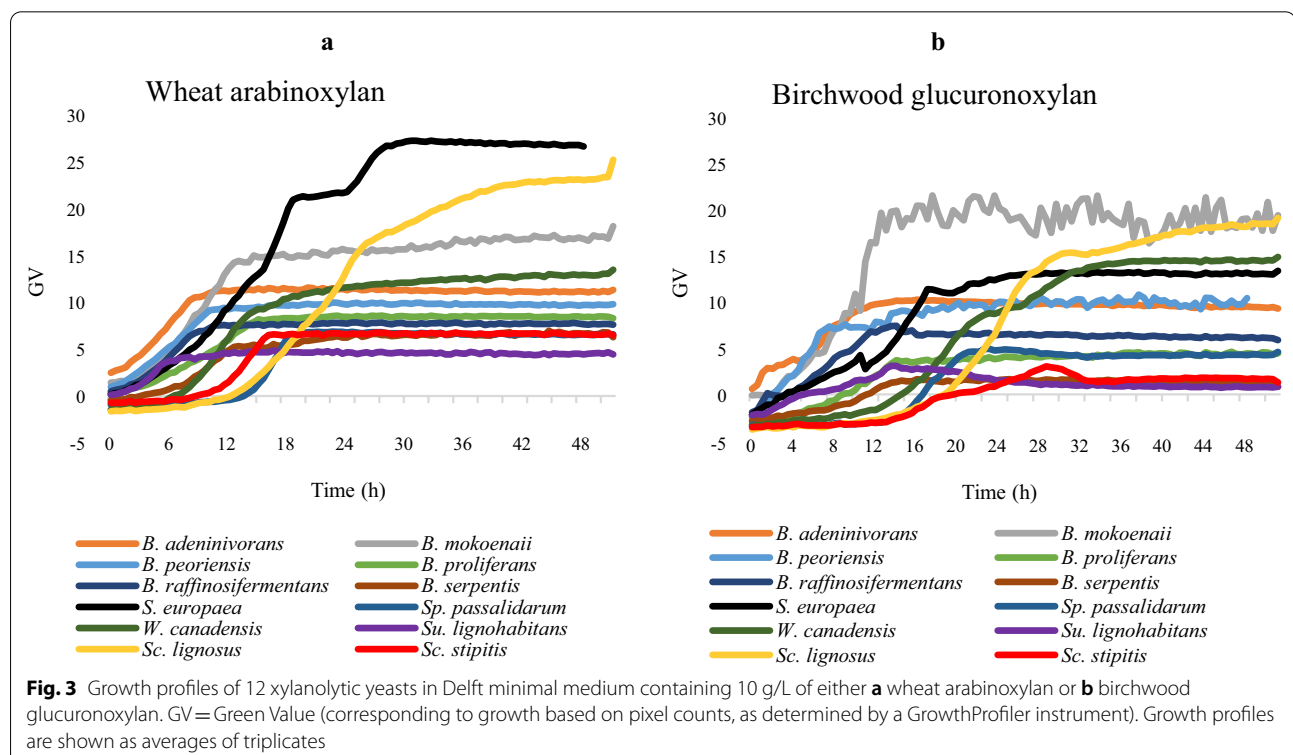 a
Wheat arabinoxylan
30
25
20
15
10
5
0
-5
GV
0 6 12 18 24 30 36 42 48
Time (h)
B. adeninivorans B. mokoenaii
B. peoriensis B. proliferans
B. raffinosifermentans B. serpentis
S. europaea Sp. passalidarum
W. canadensis Su. lignohabitans
Sc. lignosus Sc. stipitis
b
Birchwood glucuronoxylan
30
25
20
15
10
5
0
-5
GV
0 4 8 12 16 20 24 28 32 36 40 44 48
Time (h)
B. adeninivorans B. mokoenaii
B. peoriensis B. proliferans
B. raffinosifermentans B. serpentis
S. europaea Sp. passalidarum
W. canadensis Su. lignohabitans
Sc. lignosus Sc. stipitis
Fig. 3 Growth profiles of 12 xylanolytic yeasts in Delft minimal medium containing 10 g/L of either a wheat arabinoxylan or b birchwood
glucuronoxylan. GV = Green Value (corresponding to growth based on pixel counts, as determined by a GrowthProfiler instrument). Growth profiles
are shown as averages of triplicates